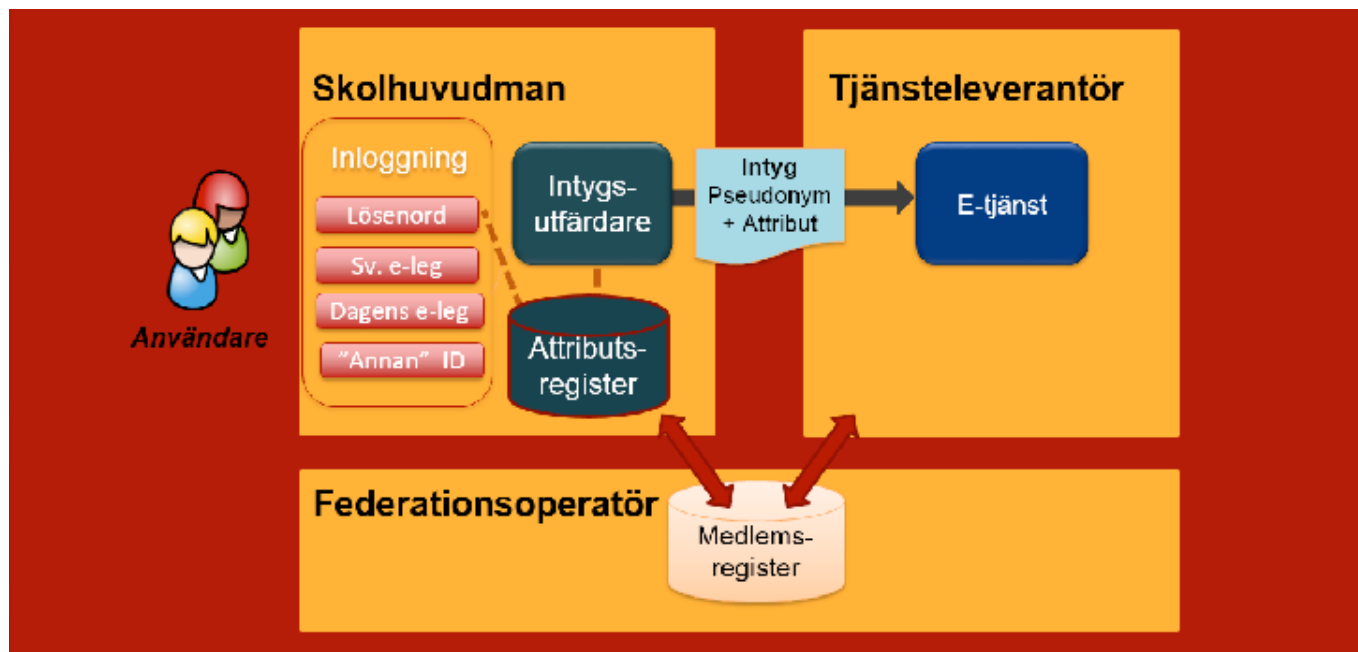 Skolhuvudman
Tjänsteleverantör
Inloggning
Lösenord
Sv. e-leg
Dagens e-leg
"Annan" ID
Användare
Intygs-
utfärdare
Attributs-
register
Intyg
Pseudonym
+ Attribut
E-tjänst
Federationsoperatör
Medlems-
register